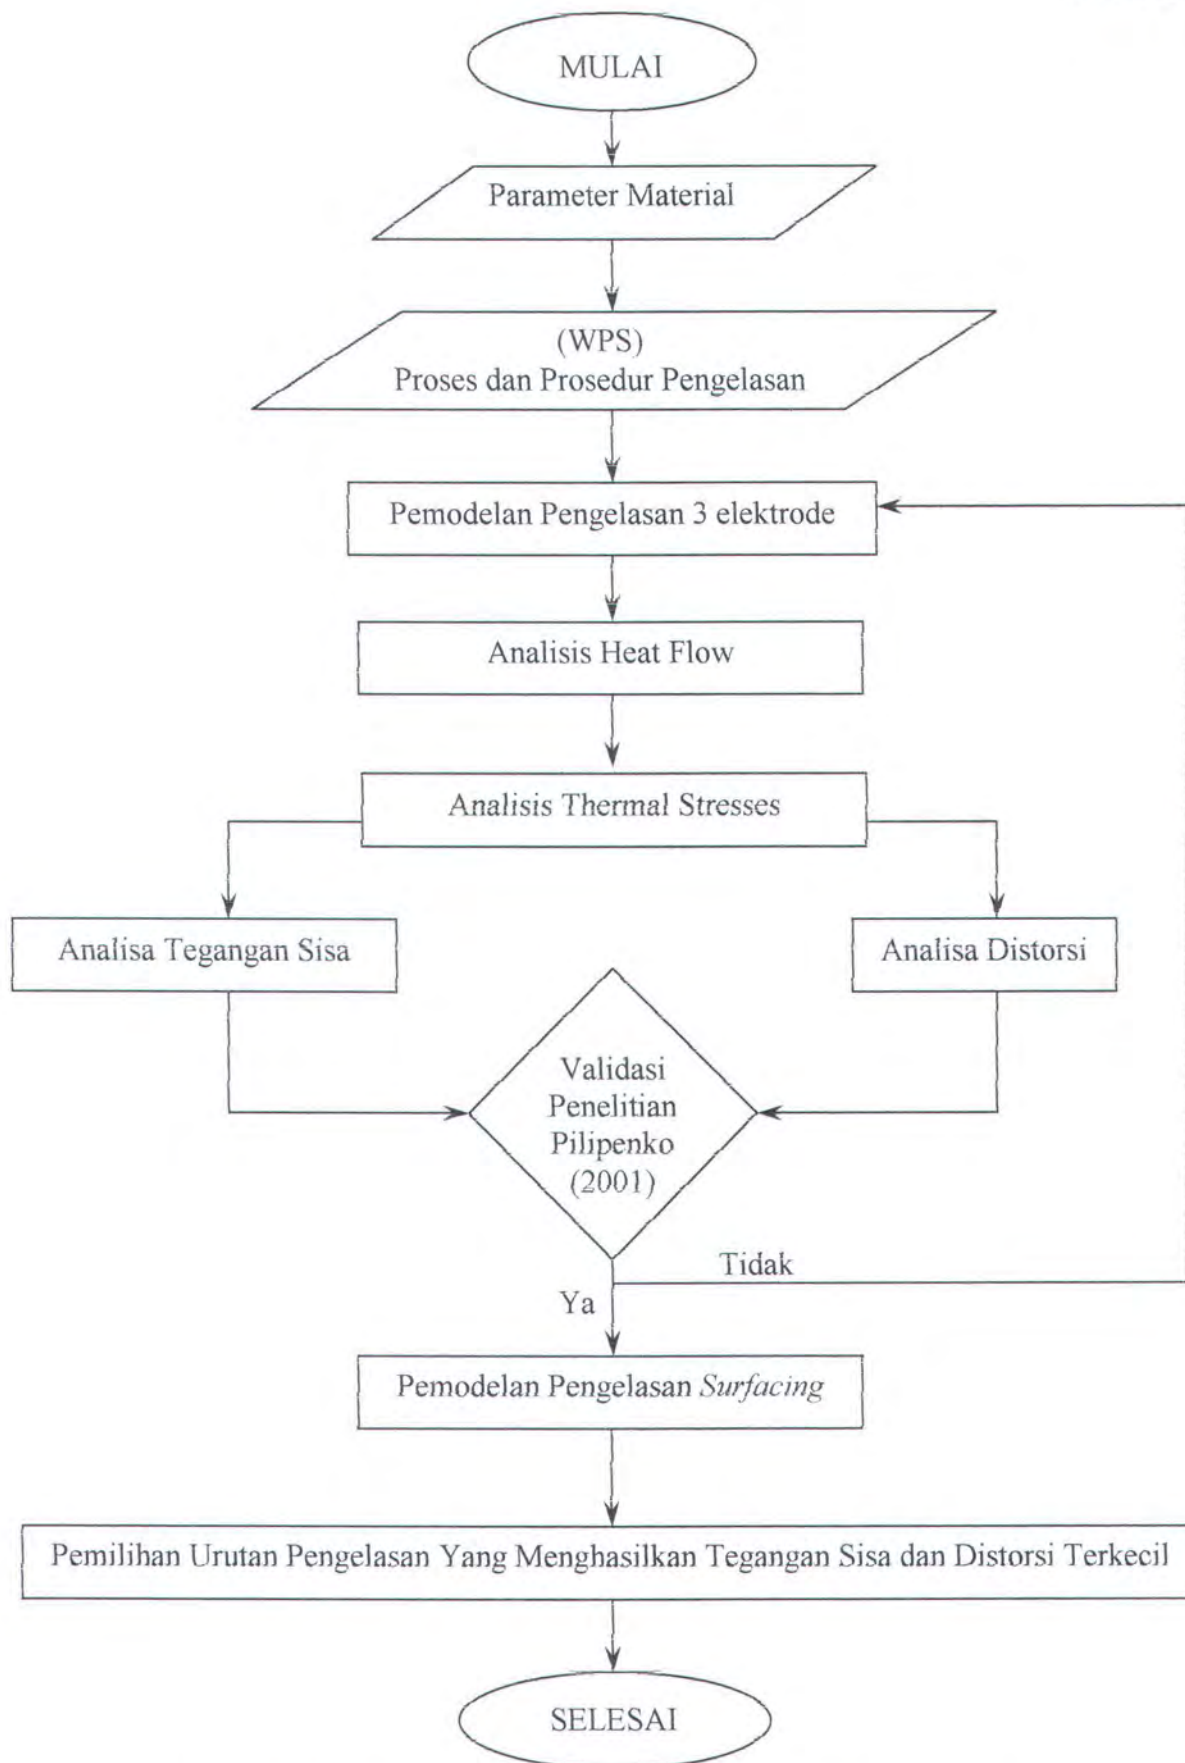 MULAI
Parameter Material
(WPS)
Proses dan Prosedur Pengelasan
Pemodelan Pengelasan 3 elektrode
Analisis Heat Flow
Analisis Thermal Stresses
Analisa Tegangan Sisa
Analisa Distorsi
Validasi
Penelitian
Pilipenko
(2001)
Tidak
Ya
Pemodelan Pengelasan Surfacing
Pemilihan Urutan Pengelasan Yang Menghasilkan Tegangan Sisa dan Distorsi Terkecil
SELESAI